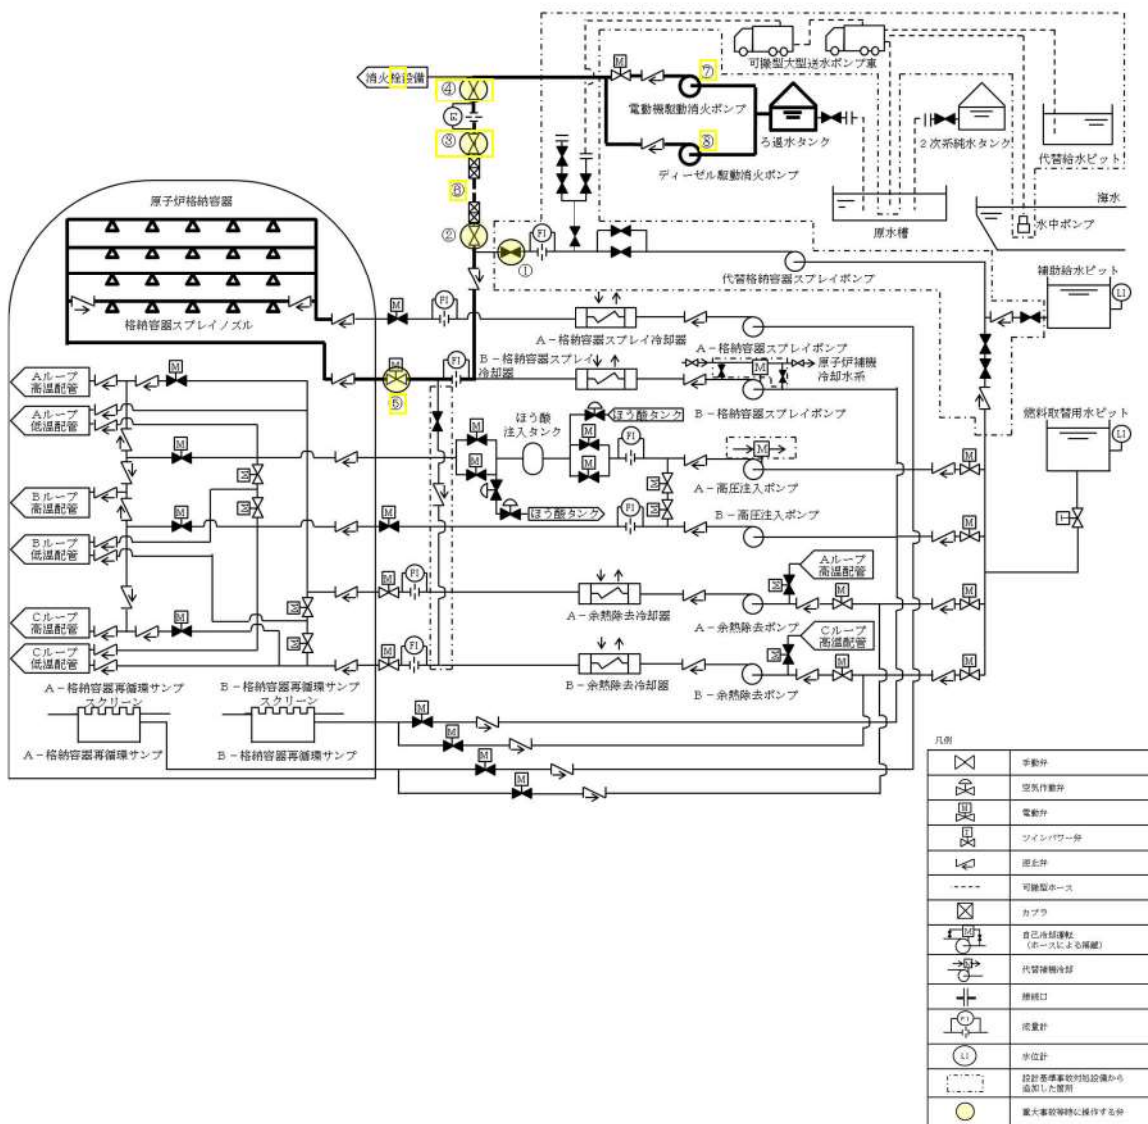 可搬型大型送水ポンプ車
消火栓設備
④
⑦
電動機駆動消火ポンプ
ろ過水タンク
2次系純水タンク
代替給水ピット
③
⑧
ディーゼル駆動消火ポンプ
海水
原水槽
水中ポンプ
原子炉格納容器
②
FI
①
代替格納容器スプレイポンプ
補助給水ピット
LI
格納容器スプレイノズル
M
FI
A-格納容器スプレイ冷却器
A-格納容器スプレイポンプ
B-格納容器スプレイ
冷却器
原子炉補機
冷却水系
M
FI
M
Aループ
高温配管
⑤
B-格納容器スプレイポンプ
燃料取替用水ピット
LI
Aループ
低温配管
ほう酸
注入タンク
ほう酸タンク
M
M
FI
M
M
M
M
A-高圧注入ポンプ
M
Bループ
高温配管
ほう酸タンク
M
M
FI
B-高圧注入ポンプ
M
Bループ
低温配管
Aループ
高温配管
M
FI
A-余熱除去冷却器
A-余熱除去ポンプ
M
M
Cループ
高温配管
M
Cループ
高温配管
Cループ
低温配管
M
FI
B-余熱除去冷却器
B-余熱除去ポンプ
M
M
A-格納容器再循環サンプ
スクリーン
B-格納容器再循環サンプ
スクリーン
A-格納容器再循環サンプ
B-格納容器再循環サンプ
M
M
M
M
凡例
手動弁
空気作動弁
M
電動弁
T
ツインパワー弁
逆止弁
可搬型ホース
カプラ
M
自己冷却運転
(ホースによる接続)
M
代替補機冷却
接続口
FI
流量計
LI
水位計
設計基準事故対処設備から
追加した箇所
重大事故等時に操作する弁